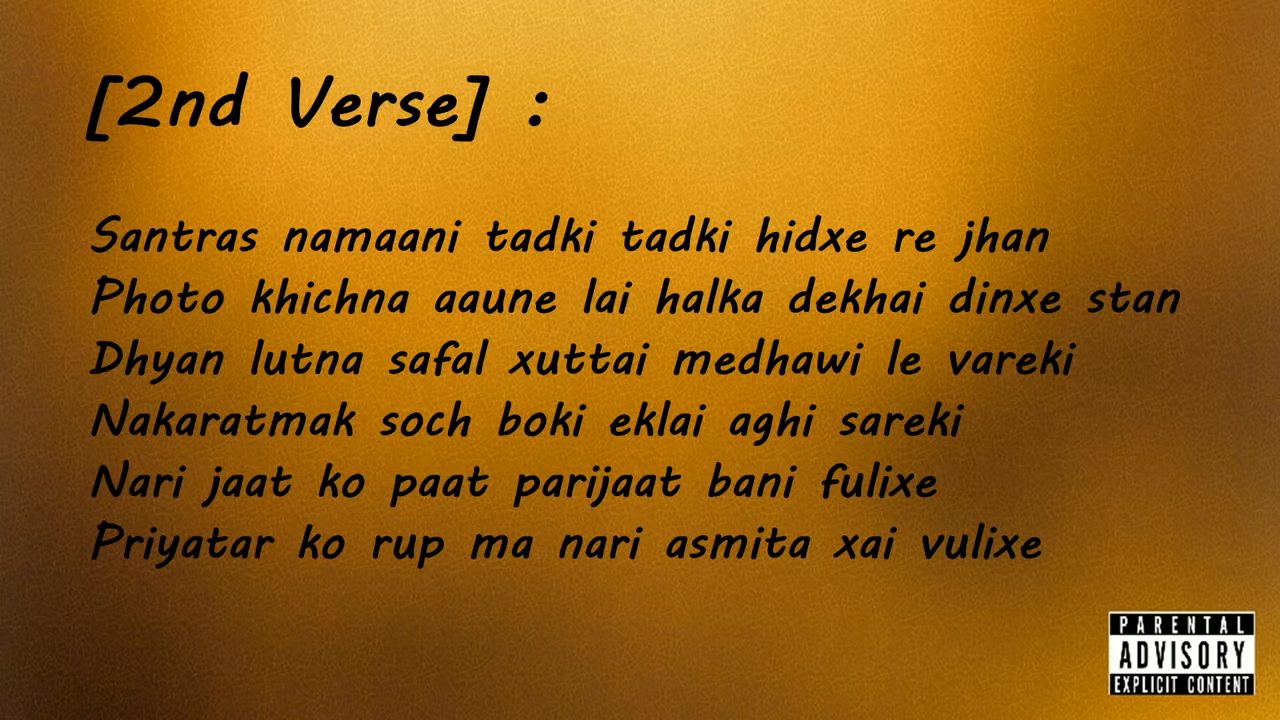 [2nd Verse] :
Santras namaani tadki tadki hidxe re jhan
Photo khichna aaune lai halka dekhai dinxe stan
Dhyan lutna safal xuttai medhawi le vareki
Nakaratmak soch boki eklai aghi sareki
Nari jaat ko paat parijaat bani fulixe
Priyatar ko rup ma nari asmita xai vulixe
PARENTAL
ADVISORY
EXPLICIT CONTENT